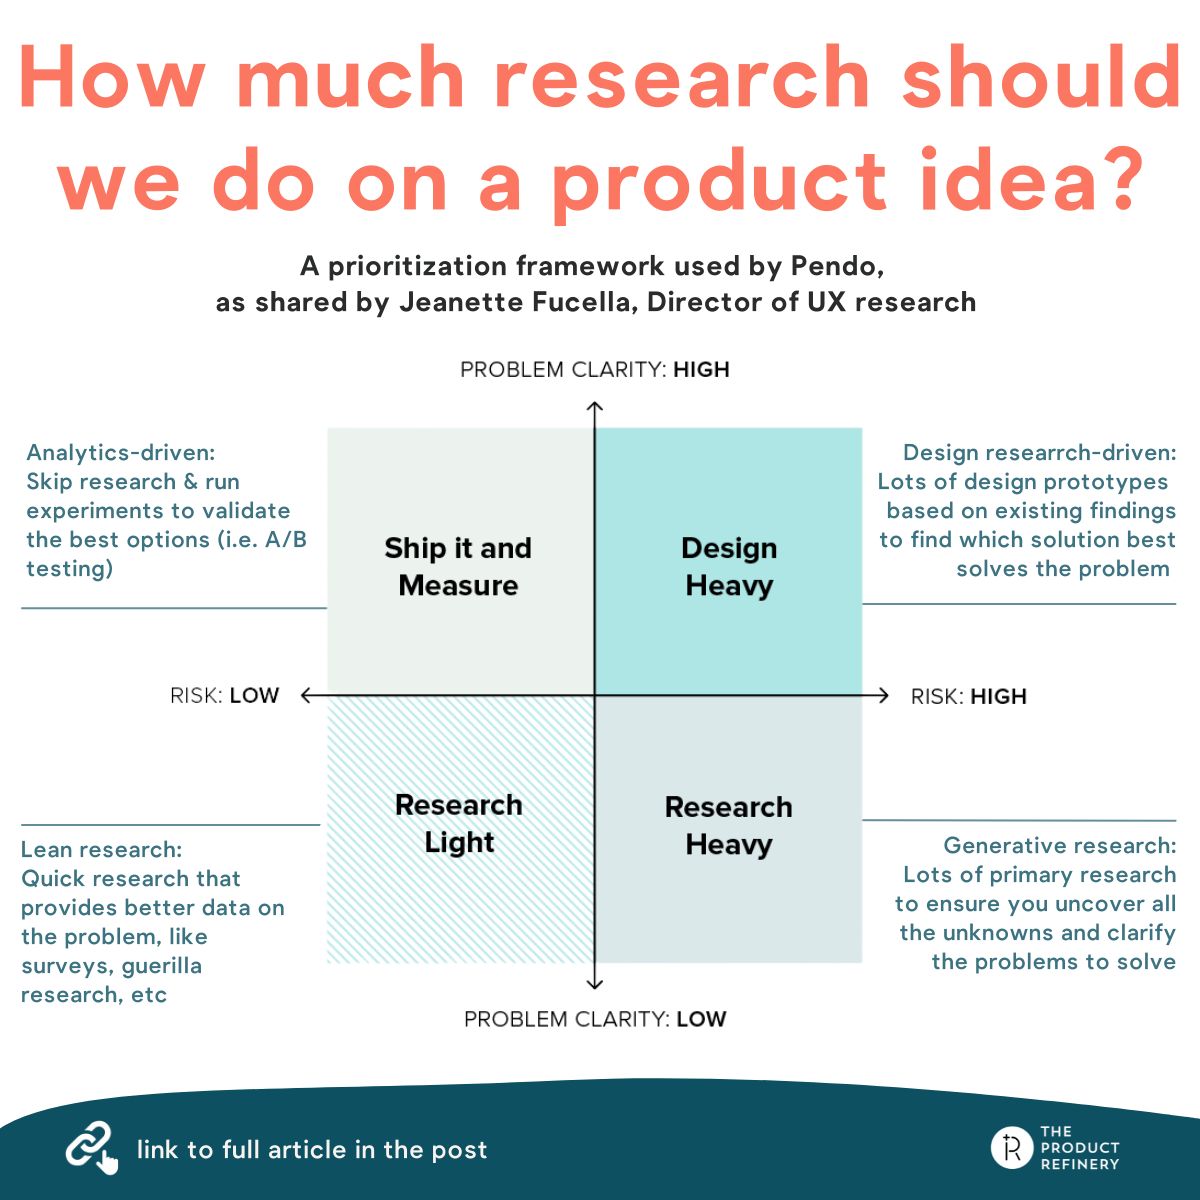 How much research should
we do on a product idea?
A prioritization framework used by Pendo,
as shared by Jeanette Fucella, Director of UX research
PROBLEM CLARITY: HIGH
Analytics-driven:
Skip research & run
experiments to validate
the best options (i.e. A/B
testing)
Ship it and
Measure
Design
Heavy
Design researrch-driven:
Lots of design prototypes
based on existing findings
to find which solution best
solves the problem
RISK: LOW
RISK: HIGH
Lean research:
Quick research that
provides better data on
the problem, like
surveys, guerilla
research, etc
Research
Light
Research
Heavy
Generative research:
Lots of primary research
to ensure you uncover all
the unknowns and clarify
the problems to solve
PROBLEM CLARITY: LOW
link to full article in the post
THE
PRODUCT
REFINERY